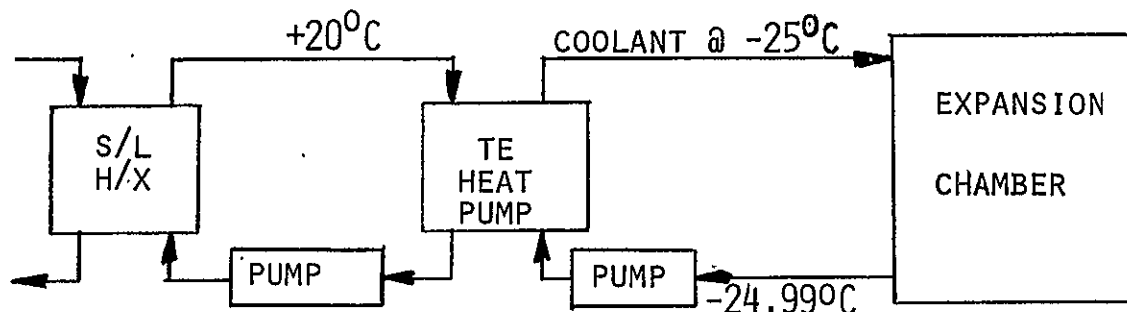 +20°C
COOLANT @ -25°C
S/L
H/X
TE
HEAT
PUMP
EXPANSION
CHAMBER
PUMP
PUMP
-24.99°C